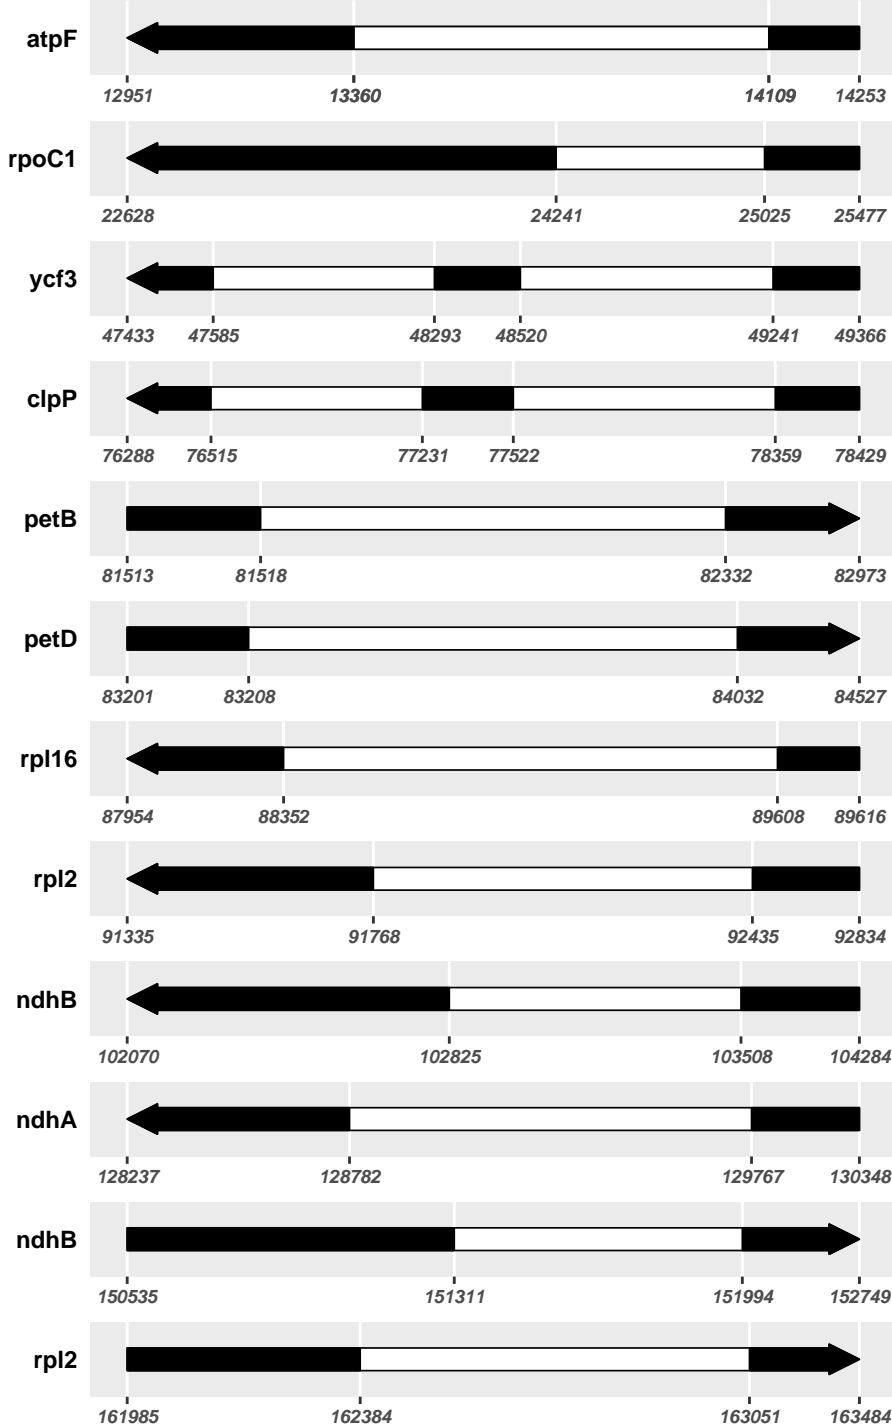 atpF
12951 13360 14109 14253
rpoC1
22628 24241 25025 25477
ycf3
47433 47585 48293 48520 49241 49366
clpP
76288 76515 77231 77522 78359 78429
petB
81513 81518 82332 82973
petD
83201 83208 84032 84527
rpl16
87954 88352 89608 89616
rpl2
91335 91768 92435 92834
ndhB
102070 102825 103508 104284
ndhA
128237 128782 129767 130348
ndhB
150535 151311 151994 152749
rpl2
161985 162384 163051 163484